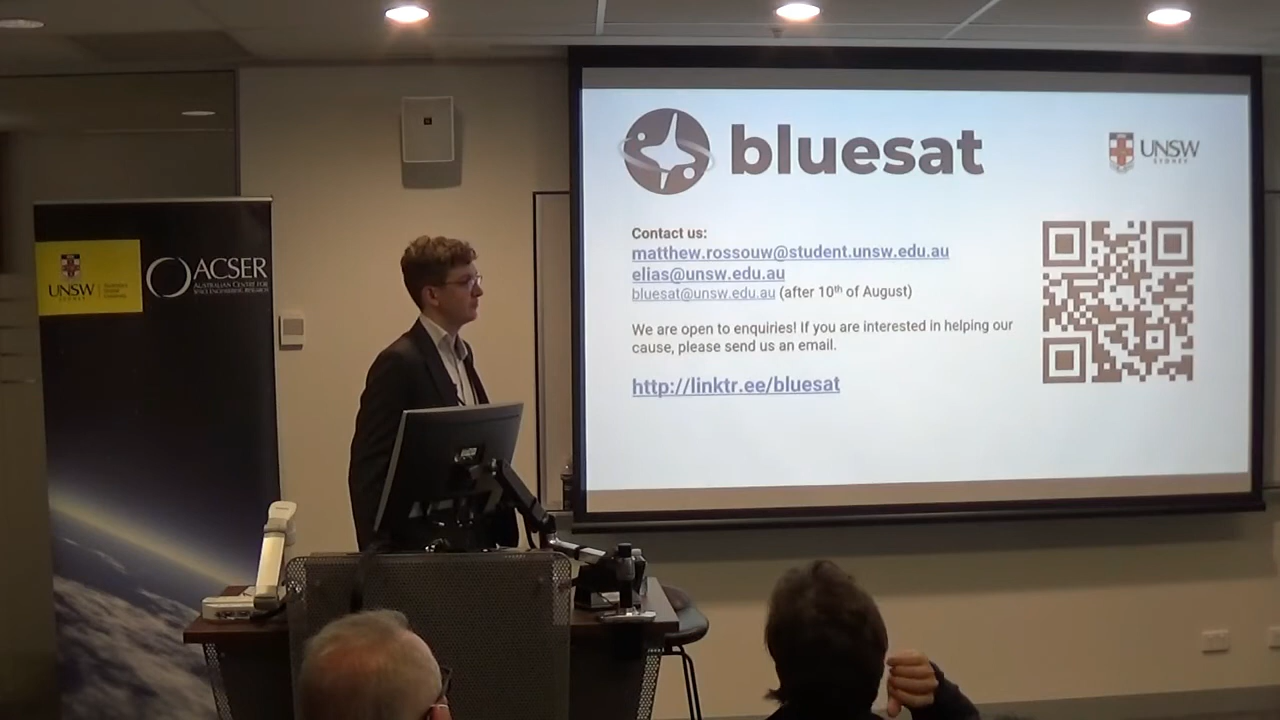 bluesat
UNSW
SYDNEY
Contact us:
matthew.rossouw@student.unsw.edu.au
elias@unsw.edu.au
bluesat@unsw.edu.au (after 10th of August)
We are open to enquiries! If you are interested in helping our
cause, please send us an email.
http://linktr.ee/bluesat
UNSW
SYDNEY
ACSER
AUSTRALIAN CENTRE FOR
SPACE ENGINEERING RESEARCH